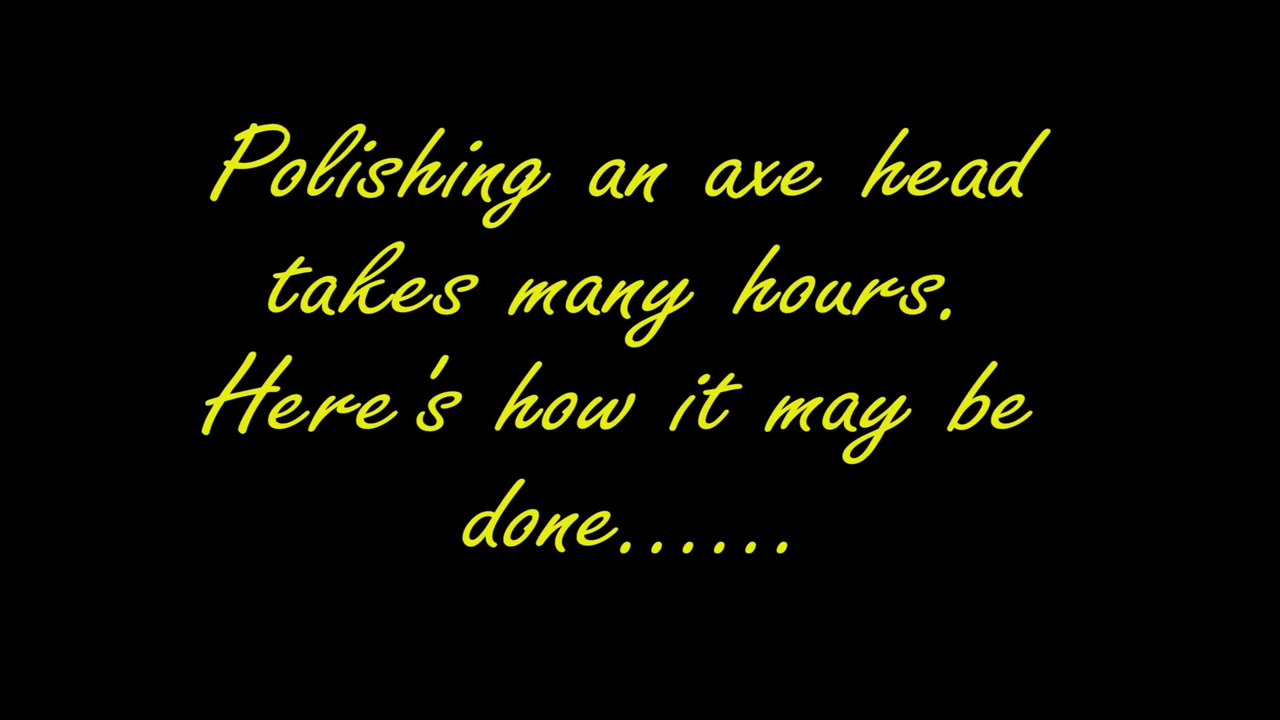 Polishing an axe head
takes many hours.
Here's how it may be
done......